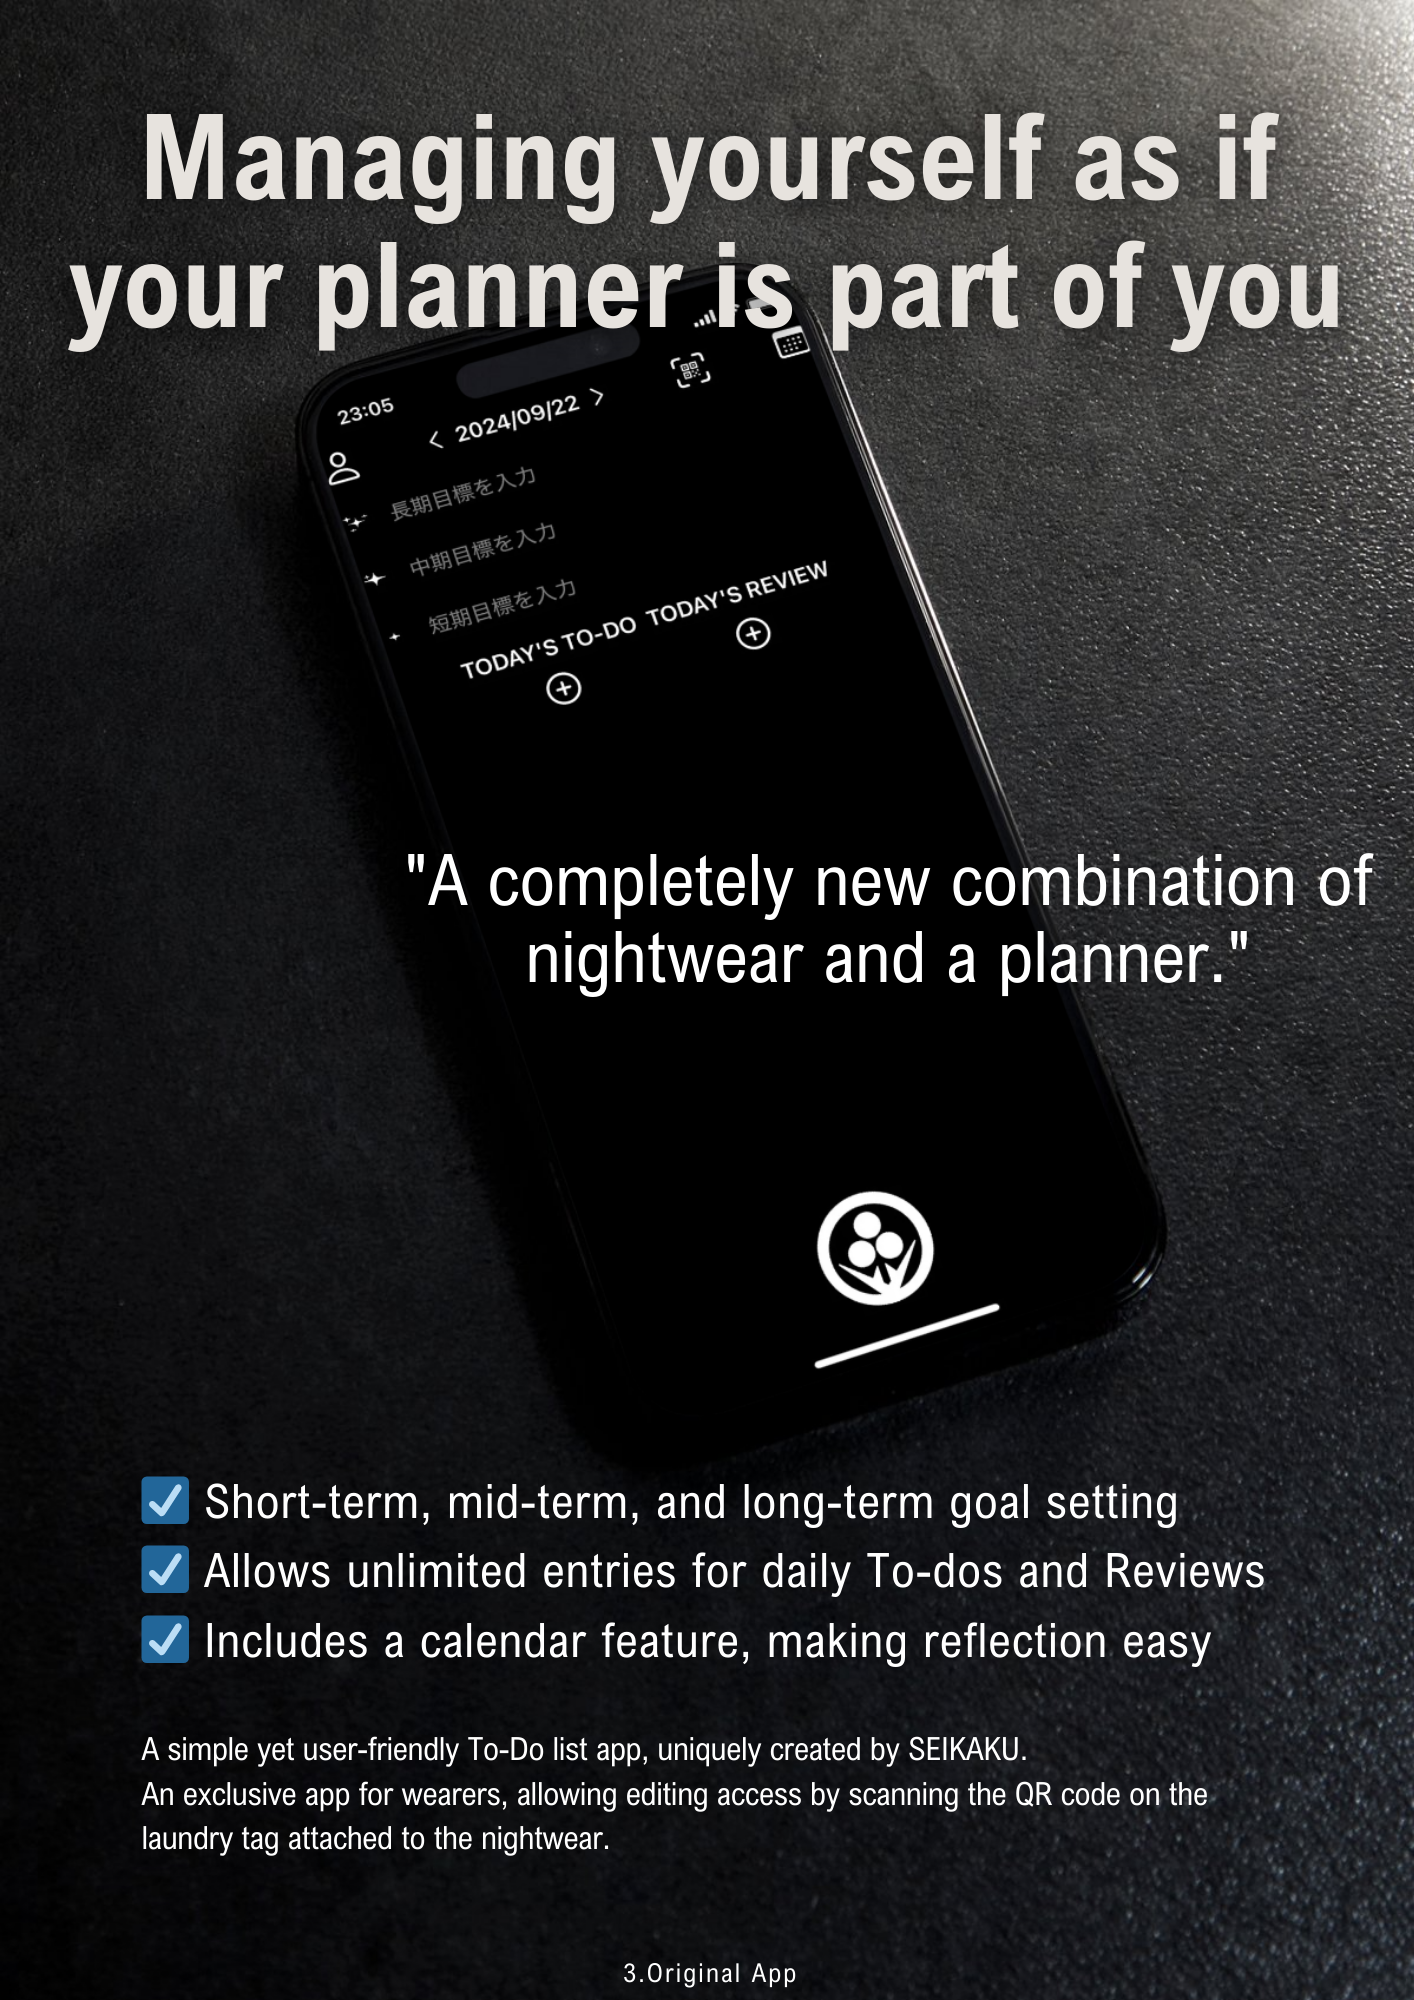 Managing yourself as if
your planner is part of you
23:05
2024/09/22
長期目標を入力
中期目標を入力
短期目標を入力
TODAY'S TO-DO TODAY'S REVIEW
"A completely new combination of
nightwear and a planner."
Short-term, mid-term, and long-term goal setting
Allows unlimited entries for daily To-dos and Reviews
Includes a calendar feature, making reflection easy
A simple yet user-friendly To-Do list app, uniquely created by SEIKAKU.
An exclusive app for wearers, allowing editing access by scanning the QR code on the
laundry tag attached to the nightwear.
3.Original App